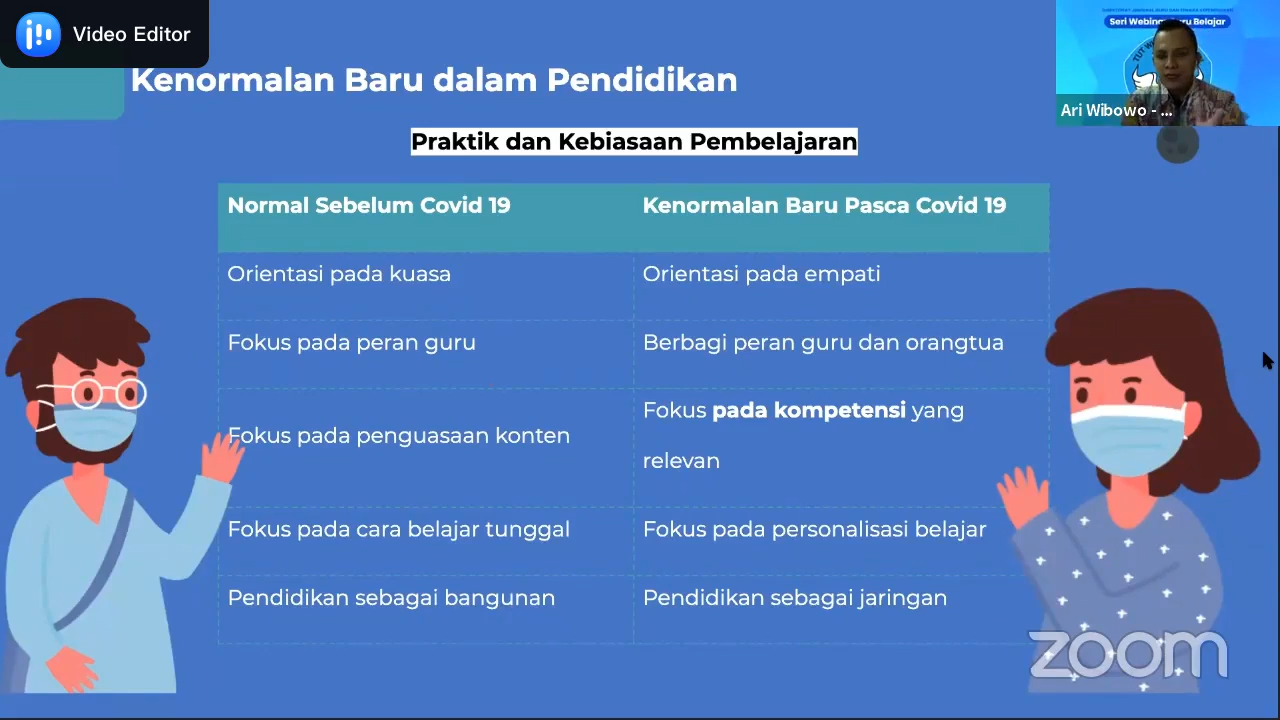 Video Editor
Seri Webinar Guru Belajar
Kenormalan Baru dalam Pendidikan
Ari Wibowo - ...
Praktik dan Kebiasaan Pembelajaran
Normal Sebelum Covid 19
Kenormalan Baru Pasca Covid 19
Orientasi pada kuasa
Orientasi pada empati
Fokus pada peran guru
Berbagi peran guru dan orangtua
Fokus pada penguasaan konten
Fokus pada kompetensi yang
relevan
Fokus pada cara belajar tunggal
Fokus pada personalisasi belajar
Pendidikan sebagai bangunan
Pendidikan sebagai jaringan
zoom